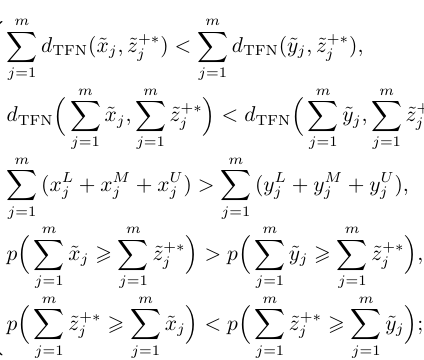 \sum_{j=1}^{m} d_{\mathrm{TFN}}(\tilde{x}_j, \tilde{z}_j^{+*}) < \sum_{j=1}^{m} d_{\mathrm{TFN}}(\tilde{y}_j, \tilde{z}_j^{+*}),
d_{\mathrm{TFN}}\Big(\sum_{j=1}^{m} \tilde{x}_j, \sum_{j=1}^{m} \tilde{z}_j^{+*}\Big) < d_{\mathrm{TFN}}\Big(\sum_{j=1}^{m} \tilde{y}_j, \sum_{j=1}^{m} \tilde{z}_j^{+
\sum_{j=1}^{m} (x_j^L + x_j^M + x_j^U) > \sum_{j=1}^{m} (y_j^L + y_j^M + y_j^U),
p\Big(\sum_{j=1}^{m} \tilde{x}_j \geqslant \sum_{j=1}^{m} \tilde{z}_j^{+*}\Big) > p\Big(\sum_{j=1}^{m} \tilde{y}_j \geqslant \sum_{j=1}^{m} \tilde{z}_j^{+*}\Big),
p\Big(\sum_{j=1}^{m} \tilde{z}_j^{+*} \geqslant \sum_{j=1}^{m} \tilde{x}_j\Big) < p\Big(\sum_{j=1}^{m} \tilde{z}_j^{+*} \geqslant \sum_{j=1}^{m} \tilde{y}_j\Big);